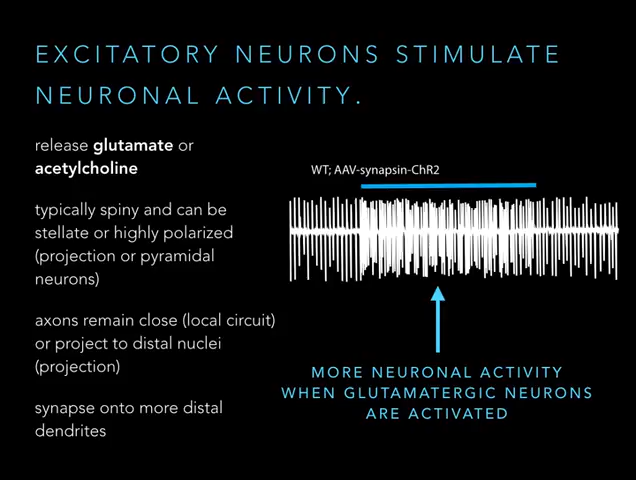 EXCITATORY NEURONS STIMULATE
NEURONAL ACTIVITY.
release glutamate or
acetylcholine
typically spiny and can be
stellate or highly polarized
(projection or pyramidal
neurons)
axons remain close (local circuit)
or project to distal nuclei
(projection)
synapse onto more distal
dendrites
WT; AAV-synapsin-ChR2
MORE NEURONAL ACTIVITY
WHEN GLUTAMATERGIC NEURONS
ARE ACTIVATED